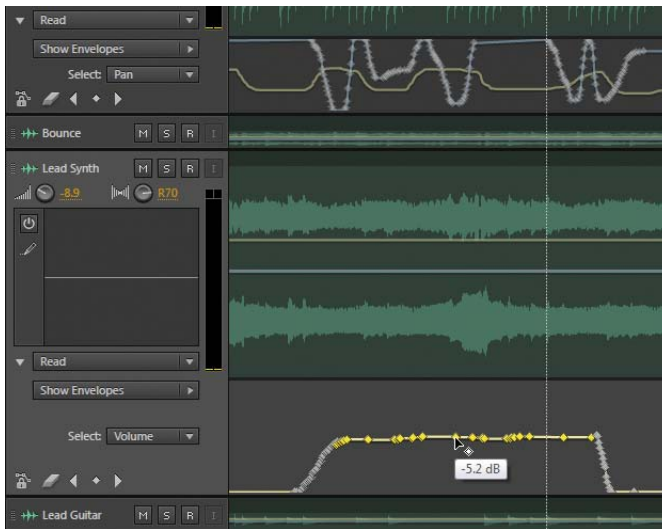 Read
Show Envelopes
Select: Pan
Bounce M S R I
Lead Synth M S R I
-8.9 R70
Read
Show Envelopes
Select: Volume
-5.2 dB
Lead Guitar M S R I